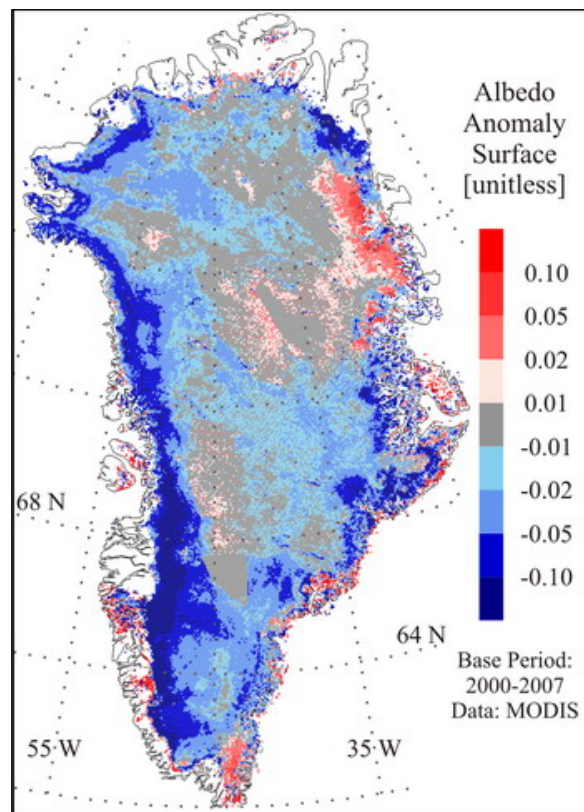 Albedo
Anomaly
Surface
[unitless]
0.10
0.05
0.02
0.01
-0.01
-0.02
-0.05
-0.10
68 N
64 N
Base Period:
2000-2007
Data: MODIS
55 W
35 W